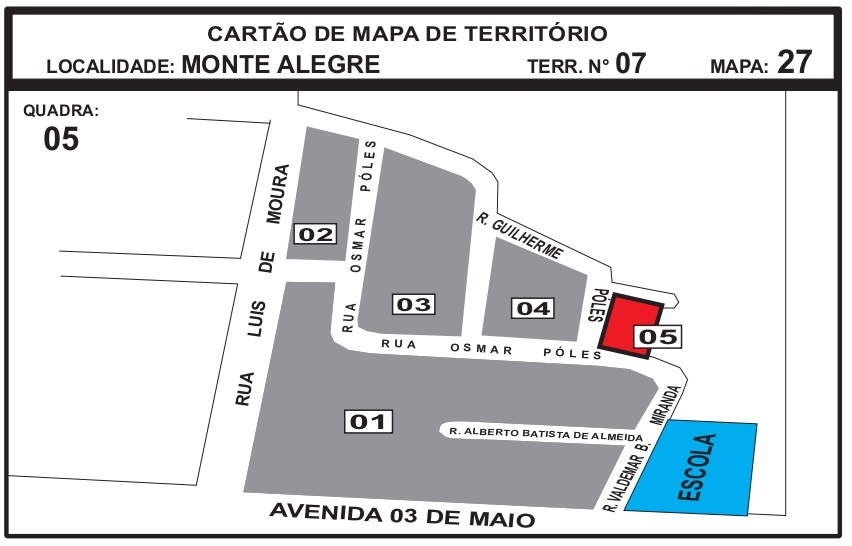 CARTÃO DE MAPA DE TERRITÓRIO
LOCALIDADE: MONTE ALEGRE TERR. N° 07 MAPA: 27
QUADRA:
05
RUA LUIS DE MOURA
02
RUA OSMAR PÓLES
03
R. GUILHERME PÓLES
04
05
RUA OSMAR PÓLES
01
R. ALBERTO BATISTA DE ALMEIDA
R. VALDEMAR B. MIRANDA
ESCOLA
AVENIDA 03 DE MAIO